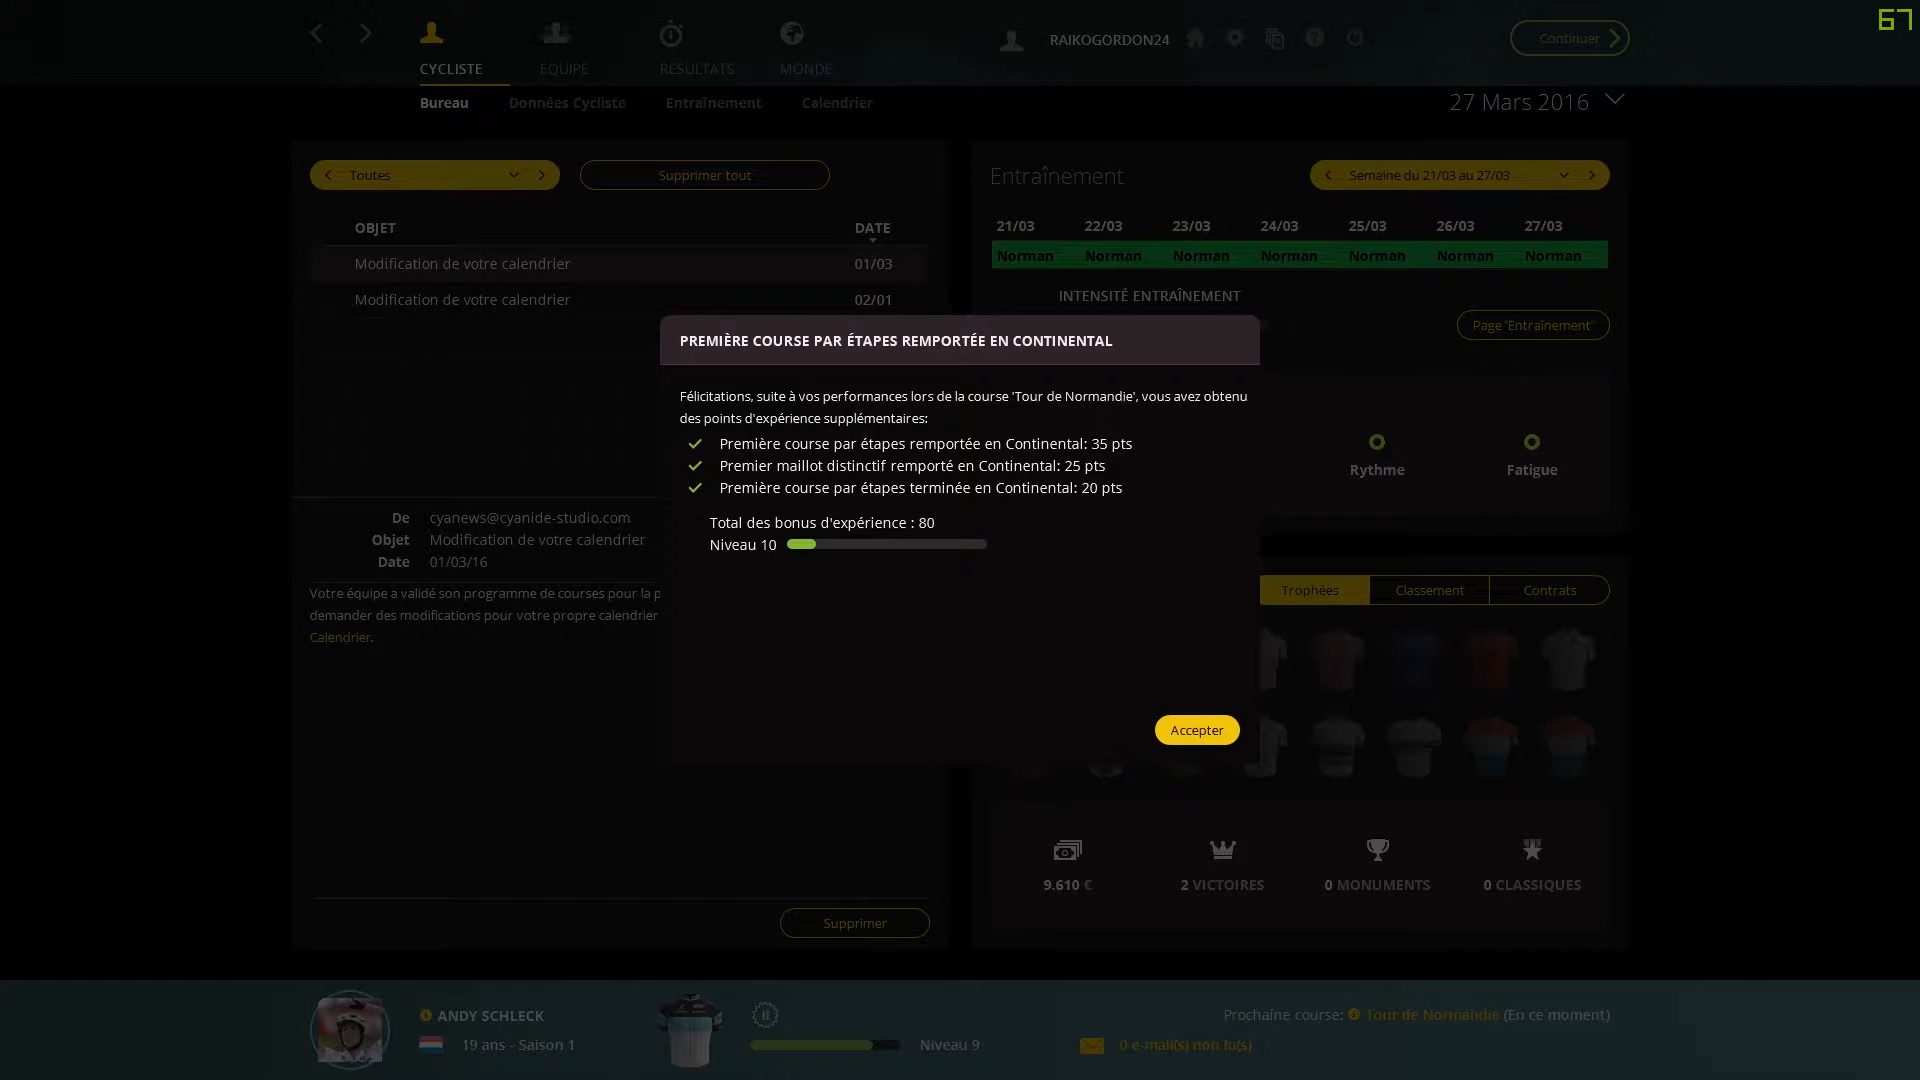 67
CYCLISTE
EQUIPE
RESULTATS
MONDE
RAIKOGORDON24
Continuer
Bureau
Données Cycliste
Entraînement
Calendrier
27 Mars 2016
Toutes
Supprimer tout
OBJET
DATE
Modification de votre calendrier
01/03
Modification de votre calendrier
02/01
Entraînement
Semaine du 21/03 au 27/03
21/03 22/03 23/03 24/03 25/03 26/03 27/03
Norman Norman Norman Norman Norman Norman Norman
INTENSITÉ ENTRAÎNEMENT
Page 'Entraînement'
Rythme
Fatigue
PREMIÈRE COURSE PAR ÉTAPES REMPORTÉE EN CONTINENTAL
Félicitations, suite à vos performances lors de la course 'Tour de Normandie', vous avez obtenu
des points d'expérience supplémentaires:
Première course par étapes remportée en Continental: 35 pts
Premier maillot distinctif remporté en Continental: 25 pts
Première course par étapes terminée en Continental: 20 pts
Total des bonus d'expérience : 80
Niveau 10
Accepter
De cyanews@cyanide-studio.com
Objet Modification de votre calendrier
Date 01/03/16
Votre équipe a validé son programme de courses pour la p
demander des modifications pour votre propre calendrier
Calendrier.
Supprimer
Trophées
Classement
Contrats
9.610 €
2 VICTOIRES
0 MONUMENTS
0 CLASSIQUES
ANDY SCHLECK
19 ans - Saison 1
Niveau 9
Prochaine course: Tour de Normandie (En ce moment)
0 e-mail(s) non lu(s)